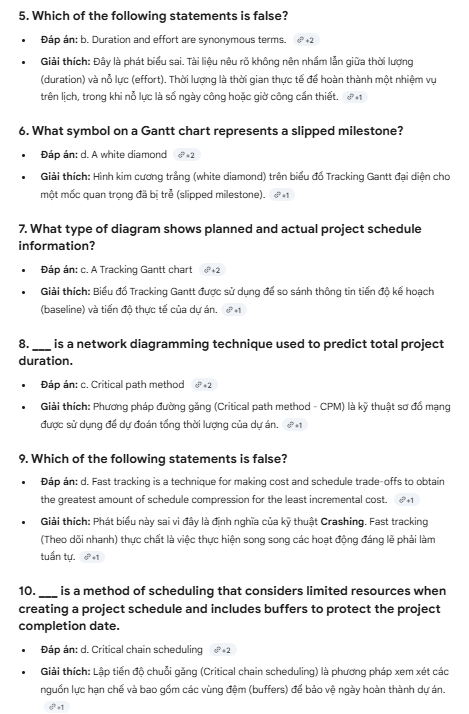 5. Which of the following statements is false?
• Đáp án: b. Duration and effort are synonymous terms. +2
• Giải thích: Đây là phát biểu sai. Tài liệu nêu rõ không nên nhầm lẫn giữa thời lượng
(duration) và nỗ lực (effort). Thời lượng là thời gian thực tế để hoàn thành một nhiệm vụ
trên lịch, trong khi nỗ lực là số ngày công hoặc giờ công cần thiết. +1
6. What symbol on a Gantt chart represents a slipped milestone?
• Đáp án: d. A white diamond +2
• Giải thích: Hình kim cương trắng (white diamond) trên biểu đồ Tracking Gantt đại diện cho
một mốc quan trọng đã bị trễ (slipped milestone). +1
7. What type of diagram shows planned and actual project schedule
information?
• Đáp án: c. A Tracking Gantt chart +2
• Giải thích: Biểu đồ Tracking Gantt được sử dụng để so sánh thông tin tiến độ kế hoạch
(baseline) và tiến độ thực tế của dự án. +1
8. ___ is a network diagramming technique used to predict total project
duration.
• Đáp án: c. Critical path method +2
• Giải thích: Phương pháp đường găng (Critical path method - CPM) là kỹ thuật sơ đồ mạng
được sử dụng để dự đoán tổng thời lượng của dự án. +1
9. Which of the following statements is false?
• Đáp án: d. Fast tracking is a technique for making cost and schedule trade-offs to obtain
the greatest amount of schedule compression for the least incremental cost. +1
• Giải thích: Phát biểu này sai vì đây là định nghĩa của kỹ thuật Crashing. Fast tracking
(Theo dõi nhanh) thực chất là việc thực hiện song song các hoạt động đáng lẽ phải làm
tuần tự. +1
10. ___ is a method of scheduling that considers limited resources when
creating a project schedule and includes buffers to protect the project
completion date.
• Đáp án: d. Critical chain scheduling +2
• Giải thích: Lập tiến độ chuỗi găng (Critical chain scheduling) là phương pháp xem xét các
nguồn lực hạn chế và bao gồm các vùng đệm (buffers) để bảo vệ ngày hoàn thành dự án.
+1